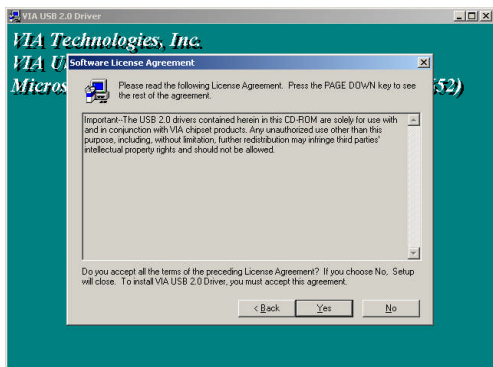 VIA USB 2.0 Driver
VIA Technologies, Inc.
VIA U
Micros
52)
Software License Agreement
Please read the following License Agreement. Press the PAGE DOWN key to see
the rest of the agreement.
Important--The USB 2.0 drivers contained herein in this CD-ROM are solely for use with
and in conjunction with VIA chipset products. Any unauthorized use other than this
purpose, including, without limitation, further redistribution may infringe third parties'
intellectual property rights and should not be allowed.
Do you accept all the terms of the preceding License Agreement? If you choose No, Setup
will close. To install VIA USB 2.0 Driver, you must accept this agreement.
< Back
Yes
No